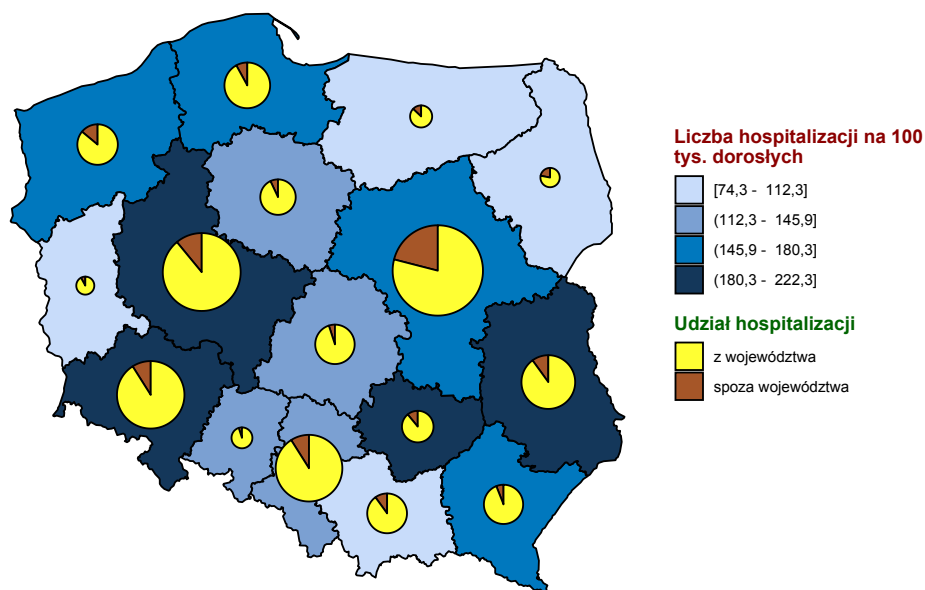 Liczba hospitalizacji na 100
tys. dorosłych
[74,3 - 112,3]
(112,3 - 145,9]
(145,9 - 180,3]
(180,3 - 222,3]
Udział hospitalizacji
z województwa
spoza województwa